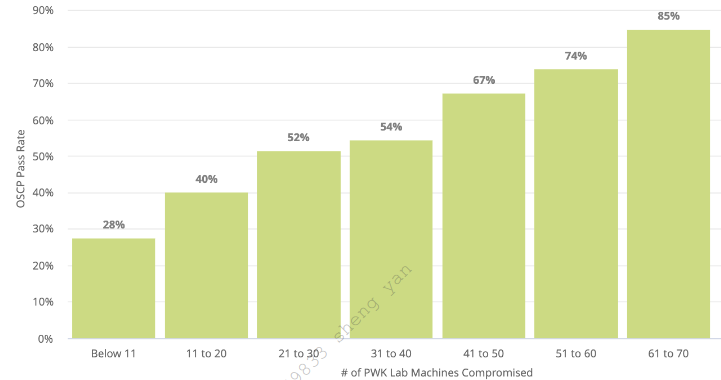 90%
85%
80%
74%
70%
67%
60%
54%
52%
50%
OSCP Pass Rate
40%
40%
30%
28%
20%
10%
0%
Below 11
11 to 20
21 to 30
31 to 40
41 to 50
51 to 60
61 to 70
# of PWK Lab Machines Compromised
9833 sheng yan